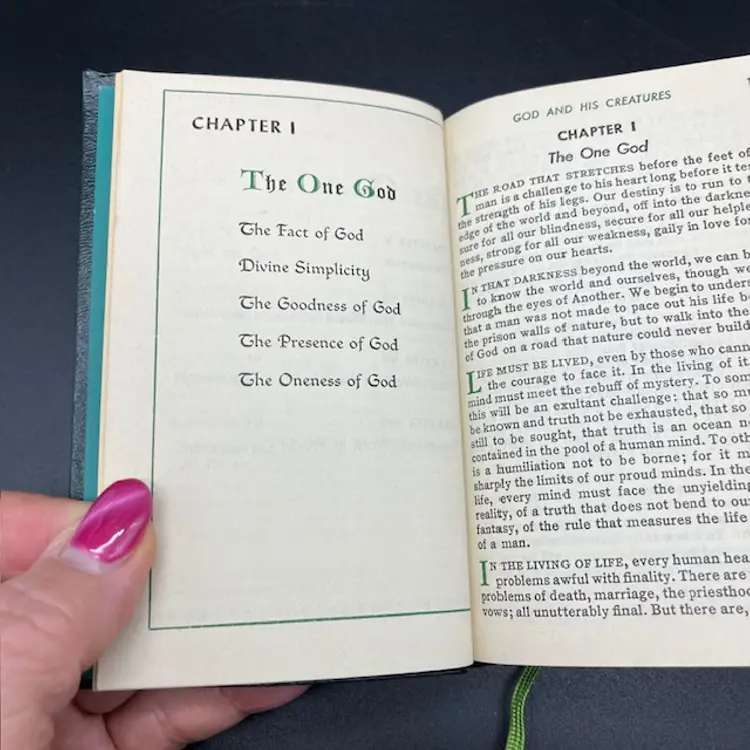 CHAPTER I
The One God
The Fact of God
Divine Simplicity
The Goodness of God
The Presence of God
The Oneness of God
GOD AND HIS CREATURES
CHAPTER I
The One God
THE ROAD THAT STRETCHES before the feet of
man is a challenge to his heart long before it
the strength of his legs. Our destiny is to run to
edge of the world and beyond, off into the
sure for all our blindness, secure for all our
ness, strong for all our weakness, gaily in love
the pressure on our hearts.
IN THAT DARKNESS beyond the world, we can
to know the world and ourselves, though we
through the eyes of Another. We begin to
that a man was not made to pace out his life
the prison walls of nature, but to walk into the
of God on a road that nature could never build
LIFE MUST BE LIVED, even by those who
the courage to face it. In the living of it
mind must meet the rebuff of mystery. To
this will be an exultant challenge: that so
be known and truth not be exhausted, that so
still to be sought, that truth is an ocean
contained in the pool of a human mind. To
is a humiliation not to be borne; for it
sharply the limits of our proud minds. In the
life, every mind must face the unyielding
reality, of a truth that does not bend to
fantasy, of the rule that measures the life
of a man.
IN THE LIVING OF LIFE, every human
problems awful with finality. There are
problems of death, marriage, the
vows; all unutterably final. But there are,